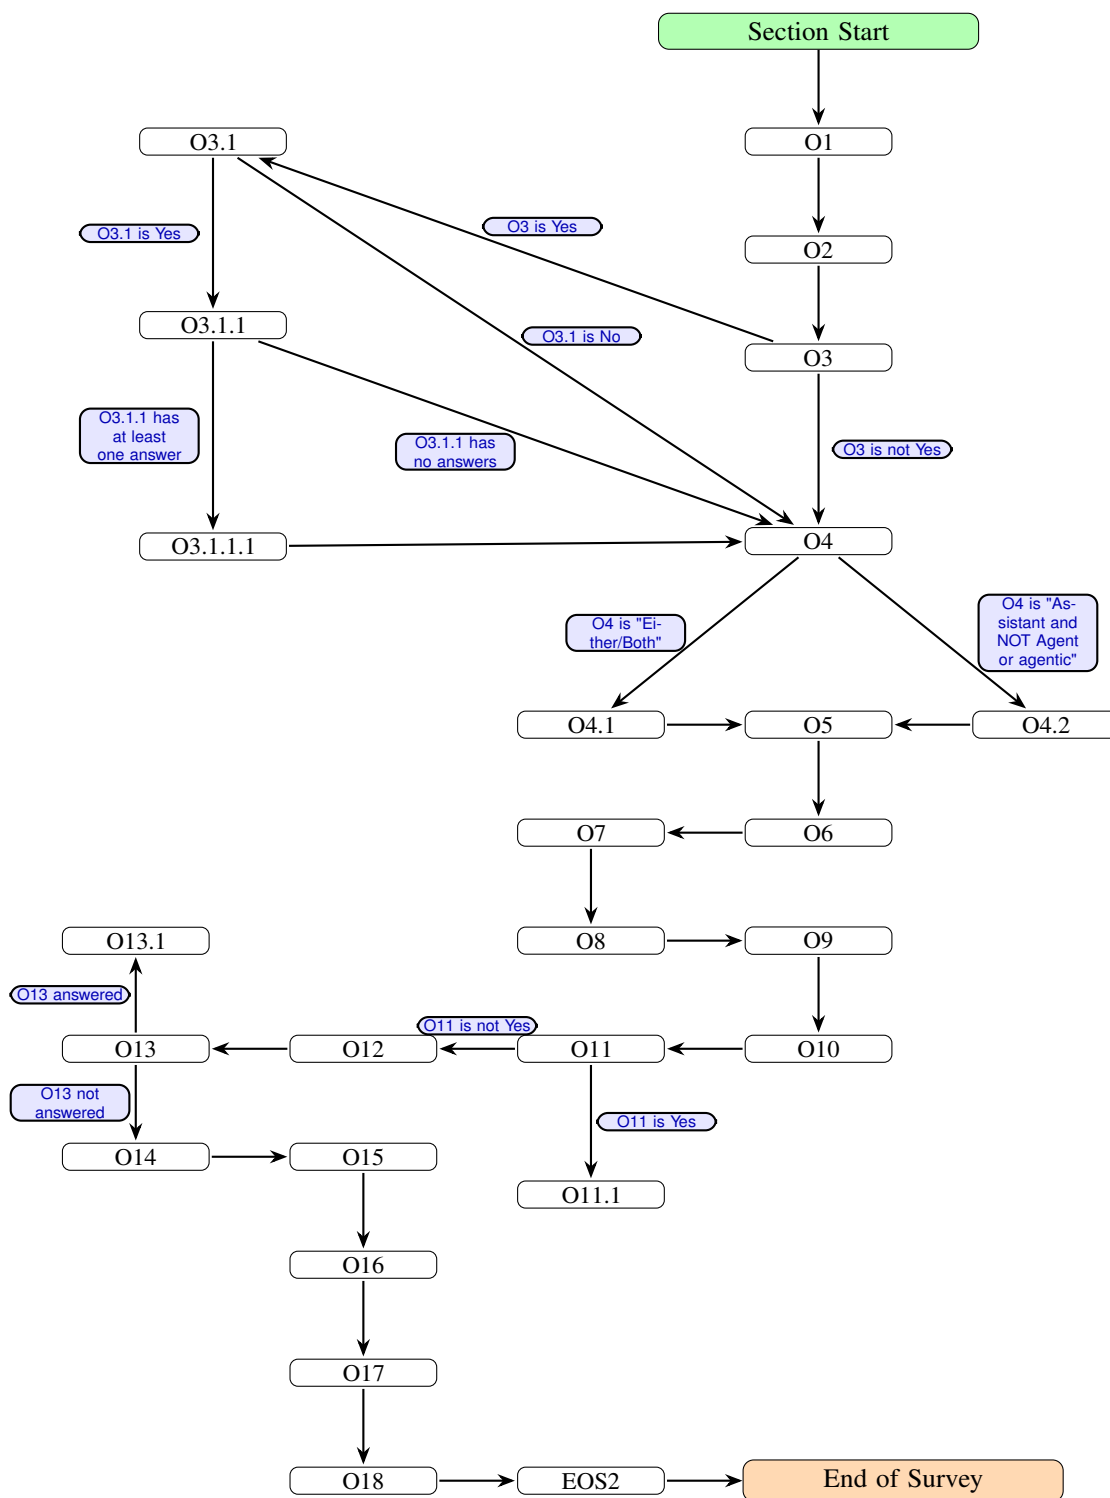 Section Start
O3.1
O1
O3.1 is Yes
O3 is Yes
O2
O3.1.1
O3.1 is No
O3
O3.1.1 has
at least
one answer
O3.1.1 has
no answers
O3 is not Yes
O3.1.1.1
O4
O4 is "Ei-
ther/Both"
O4 is "As-
sistant and
NOT Agent
or agentic"
O4.1
O5
O4.2
O7
O6
O13.1
O8
O9
O13 answered
O11 is not Yes
O13
O12
O11
O10
O13 not
answered
O11 is Yes
O14
O15
O11.1
O16
O17
O18
EOS2
End of Survey